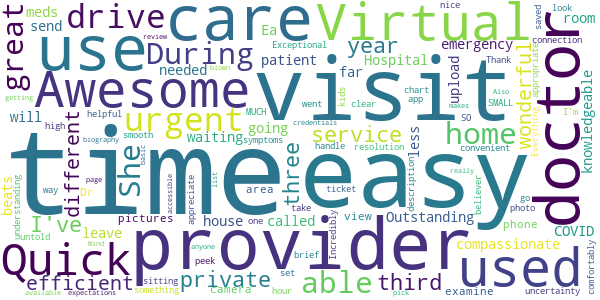 meds
drive
care
Virtual
nice
saved
look
send
great
use
During
year
Ea
Exceptional
emergency
Thank
connection
room
review
blown
needed
patient
Hospital
far
upload
wonderful
appropriate
doctor
getting
Awesome
visit
kids
clear
chart
app
SMALL
Also
I'm
knowledgeable
will
urgent
MUCH
went
makes
so
Everything
helpful
high
smooth
going
service
home
beats
biography
different
she
waiting
symptoms
three
handle
credentials
resolution
less
convenient
understanding
page
Dr
basic
time
easy
description
really
believer
way
accessible
list
area
ticket
go
photo
I've
pictures
appreciate
house
one
called
take
view
Incredibly
Outstanding
phone
COVID
untold
leave
provider
compassionate
Quick
Mind
anyone
peek
brief
set
used
comfortably
efficient
sitting
private
able
third
uncertainty
available
expectations
something
camera
hour
pick
examine